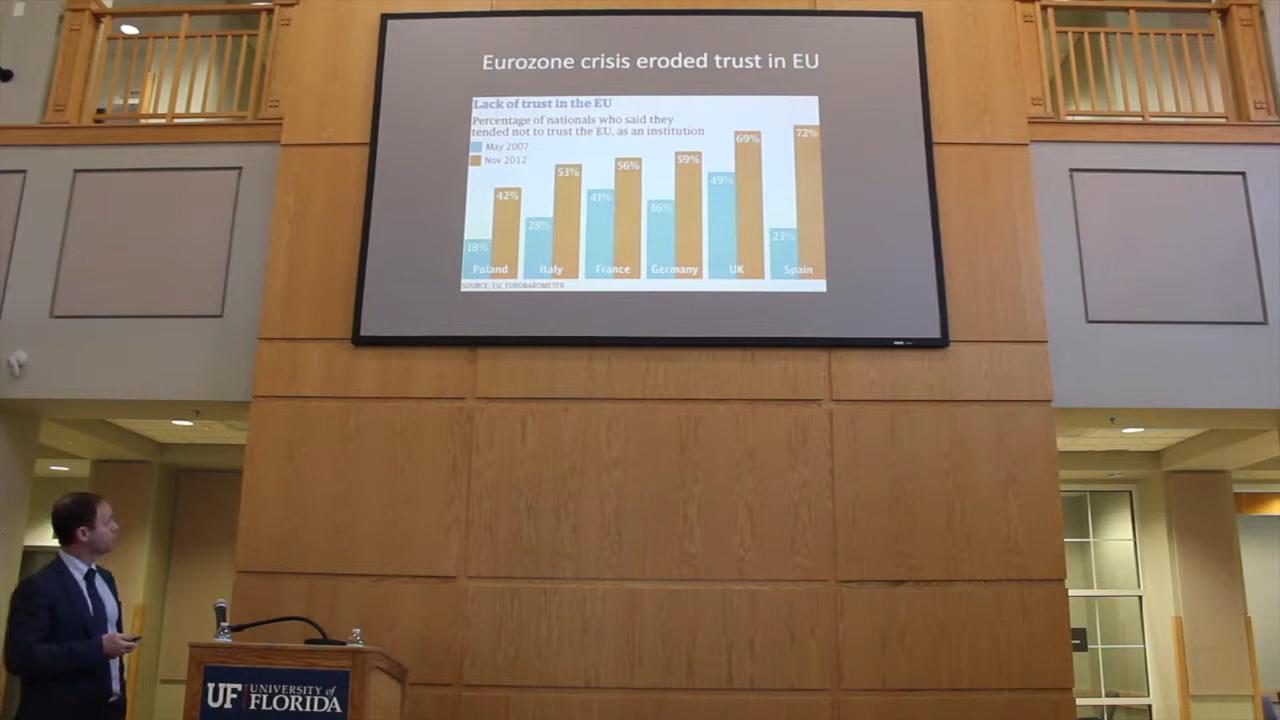 Eurozone crisis eroded trust in EU
Lack of trust in the EU
Percentage of nationals who said they
tended not to trust the EU, as an institution
May 2007
Nov 2012
18% 42% 28% 53% 41% 56% 36% 59% 49% 69% 23% 72%
Poland Italy France Germany UK Spain
SOURCE: EU EUROBAROMETER
UF UNIVERSITY of
FLORIDA